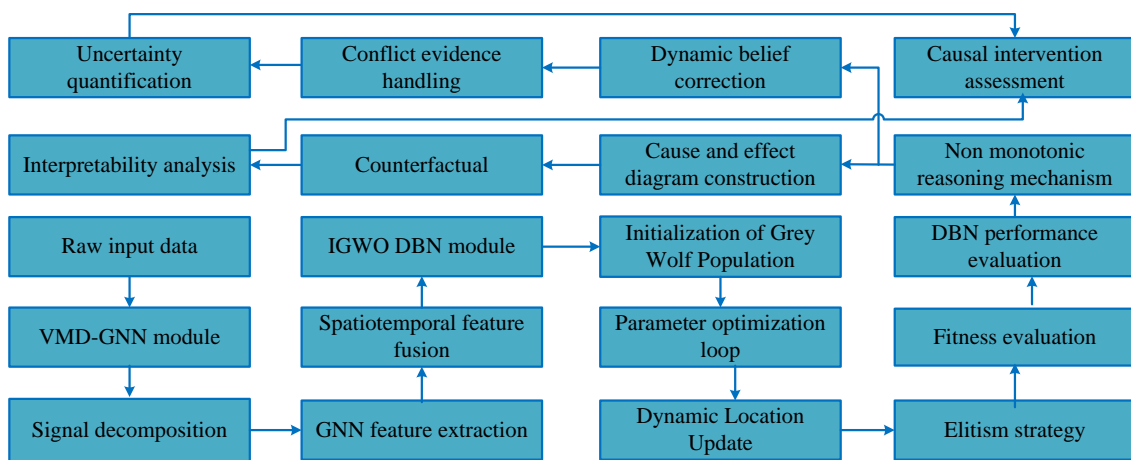 Uncertainty
quantification
Conflict evidence
handling
Dynamic belief
correction
Causal intervention
assessment
Interpretability analysis
Counterfactual
Cause and effect
diagram construction
Non monotonic
reasoning mechanism
Raw input data
IGWO DBN module
Initialization of Grey
Wolf Population
DBN performance
evaluation
VMD-GNN module
Spatiotemporal feature
fusion
Parameter optimization
loop
Fitness evaluation
Signal decomposition
GNN feature extraction
Dynamic Location
Update
Elitism strategy